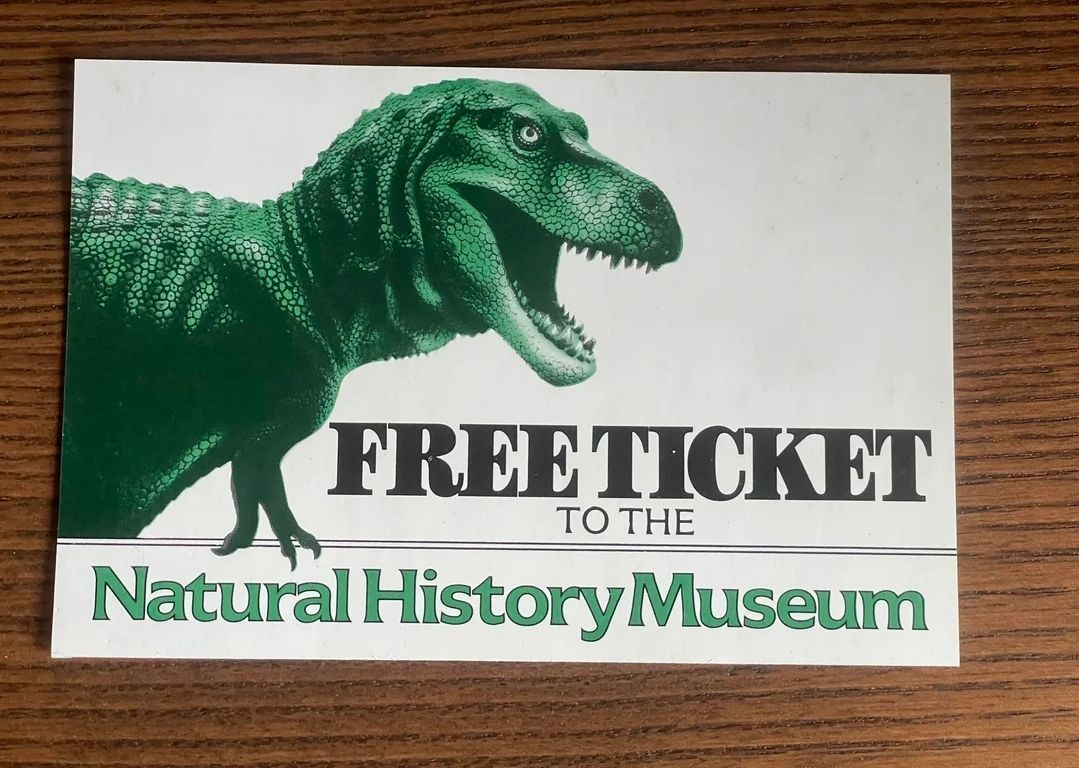 FREE TICKET
TO THE
Natural History Museum